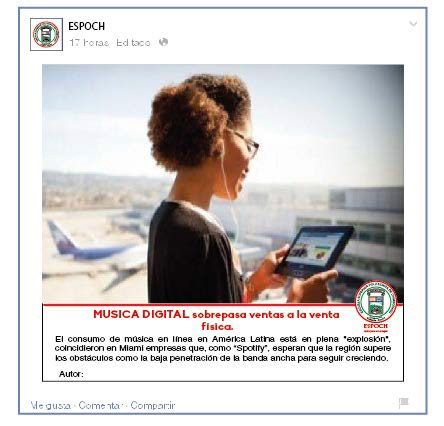 ESPOCH
17 horas · Editado ·
MUSICA DIGITAL sobrepasa ventas a la venta
física.
El consumo de música en línea en América Latina está en plena "explosión",
coincidieron en Miami empresas que, como "Spotify", esperan que la región supere
los obstáculos como la baja penetración de la banda ancha para seguir creciendo.
ESPOCH
Autor:
Me gusta · Comentar · Compartir